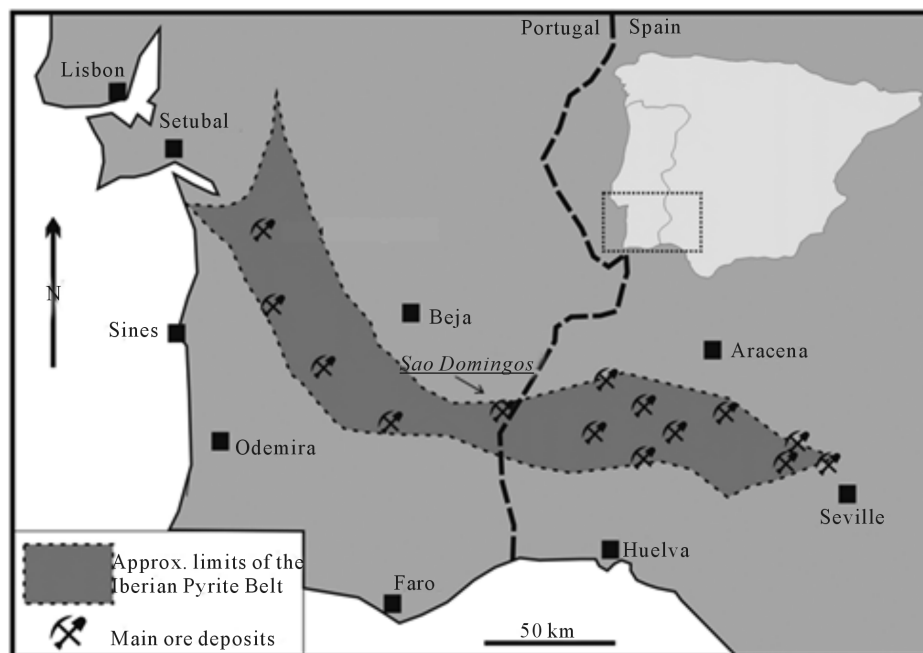 Portugal Spain
Lisbon
Setubal
N
Sines
Beja
Sao Domingos
Aracena
Odemira
Seville
Huelva
Faro
Approx. limits of the
Iberian Pyrite Belt
Main ore deposits
50 km